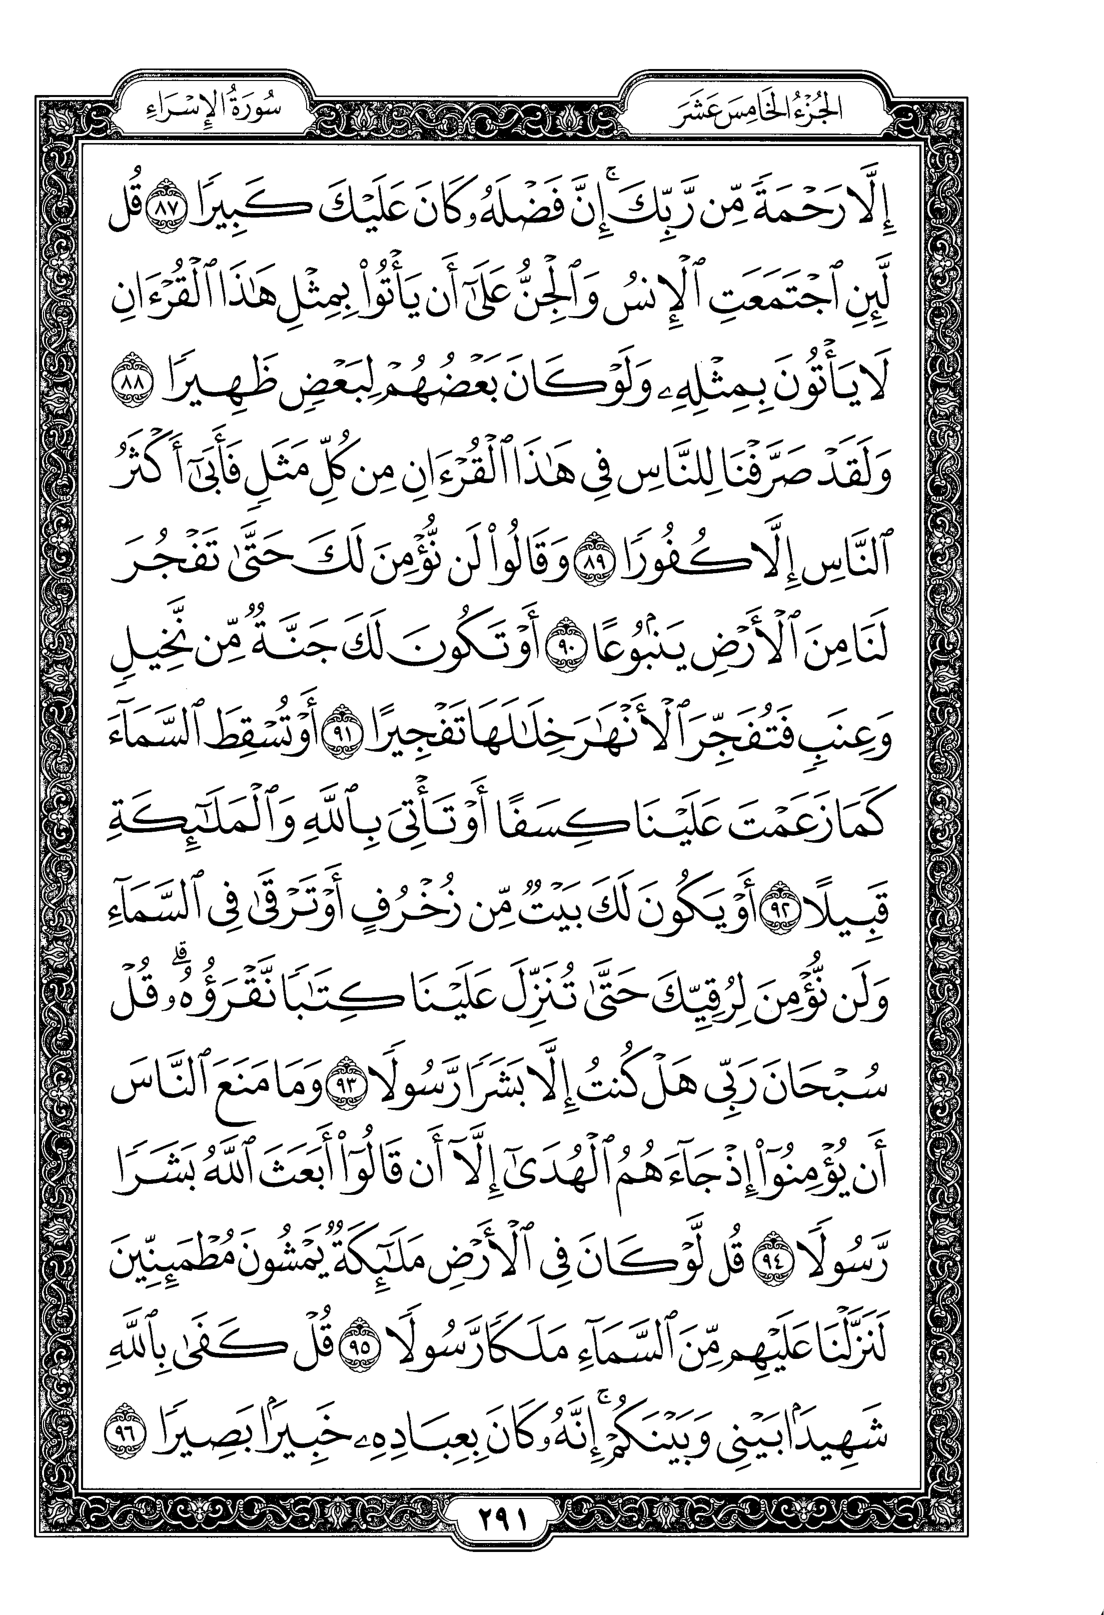 الجُزْءُ الخَامِسَ عَشَرَ
سُورَةُ الإِسْرَاءِ
إِلَّا رَحْمَةً مِّن رَّبِّكَ ۚ إِنَّ فَضْلَهُۥ كَانَ عَلَيْكَ كَبِيرًا ٨٧ قُل
لَّئِنِ ٱجْتَمَعَتِ ٱلْإِنسُ وَٱلْجِنُّ عَلَىٰٓ أَن يَأْتُوا۟ بِمِثْلِ هَٰذَا ٱلْقُرْءَانِ
لَا يَأْتُونَ بِمِثْلِهِۦ وَلَوْ كَانَ بَعْضُهُمْ لِبَعْضٍ ظَهِيرًا ٨٨
وَلَقَدْ صَرَّفْنَا لِلنَّاسِ فِى هَٰذَا ٱلْقُرْءَانِ مِن كُلِّ مَثَلٍ فَأَبَىٰٓ أَكْثَرُ
ٱلنَّاسِ إِلَّا كُفُورًا ٨٩ وَقَالُوا۟ لَن نُّؤْمِنَ لَكَ حَتَّىٰ تَفْجُرَ
لَنَا مِنَ ٱلْأَرْضِ يَنۢبُوعًا ٩٠ أَوْ تَكُونَ لَكَ جَنَّةٌ مِّن نَّخِيلٍ
وَعِنَبٍ فَتُفَجِّرَ ٱلْأَنْهَٰرَ خِلَٰلَهَا تَفْجِيرًا ٩١ أَوْ تُسْقِطَ ٱلسَّمَآءَ
كَمَا زَعَمْتَ عَلَيْنَا كِسَفًا أَوْ تَأْتِىَ بِٱللَّهِ وَٱلْمَلَٰٓئِكَةِ
قَبِيلًا ٩٢ أَوْ يَكُونَ لَكَ بَيْتٌ مِّن زُخْرُفٍ أَوْ تَرْقَىٰ فِى ٱلسَّمَآءِ
وَلَن نُّؤْمِنَ لِرُقِيِّكَ حَتَّىٰ تُنَزِّلَ عَلَيْنَا كِتَٰبًا نَّقْرَؤُهُۥ ۗ قُلْ
سُبْحَانَ رَبِّى هَلْ كُنتُ إِلَّا بَشَرًا رَّسُولًا ٩٣ وَمَا مَنَعَ ٱلنَّاسَ
أَن يُؤْمِنُوٓا۟ إِذْ جَآءَهُمُ ٱلْهُدَىٰٓ إِلَّآ أَن قَالُوٓا۟ أَبَعَثَ ٱللَّهُ بَشَرًا
رَّسُولًا ٩٤ قُل لَّوْ كَانَ فِى ٱلْأَرْضِ مَلَٰٓئِكَةٌ يَمْشُونَ مُطْمَئِنِّينَ
لَنَزَّلْنَا عَلَيْهِم مِّنَ ٱلسَّمَآءِ مَلَكًا رَّسُولًا ٩٥ قُلْ كَفَىٰ بِٱللَّهِ
شَهِيدًۢا بَيْنِى وَبَيْنَكُمْ ۚ إِنَّهُۥ كَانَ بِعِبَادِهِۦ خَبِيرًۢا بَصِيرًا ٩٦
٢٩١